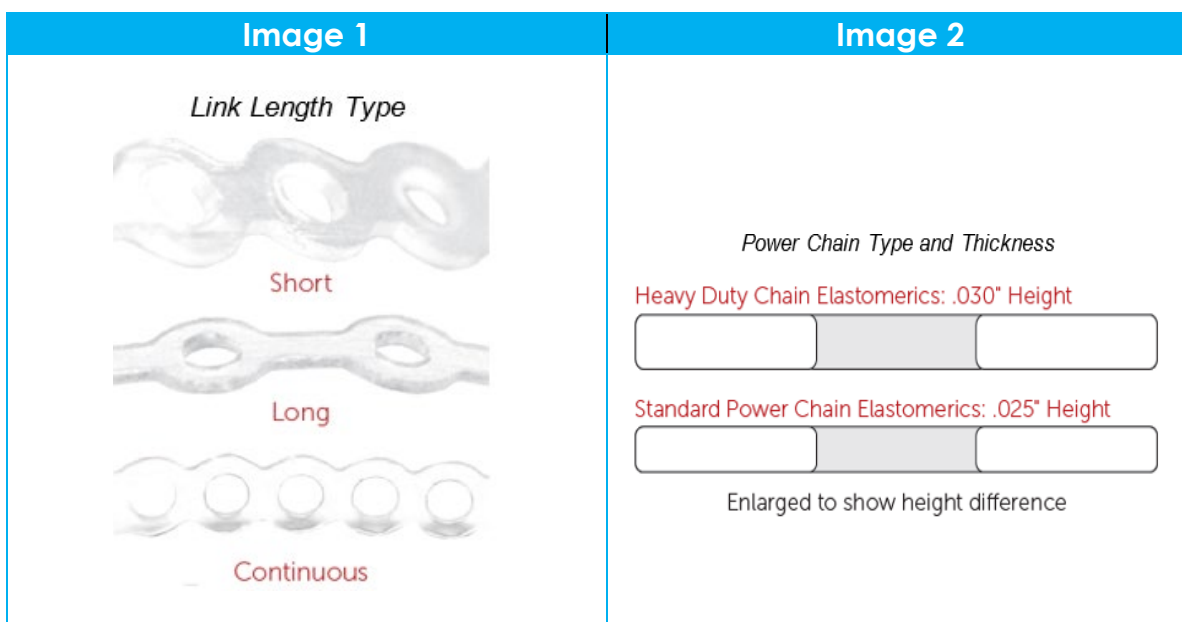 Image 1
Image 2
Link Length Type
Short
Long
Continuous
Power Chain Type and Thickness
Heavy Duty Chain Elastomerics: .030" Height
Standard Power Chain Elastomerics: .025" Height
Enlarged to show height difference